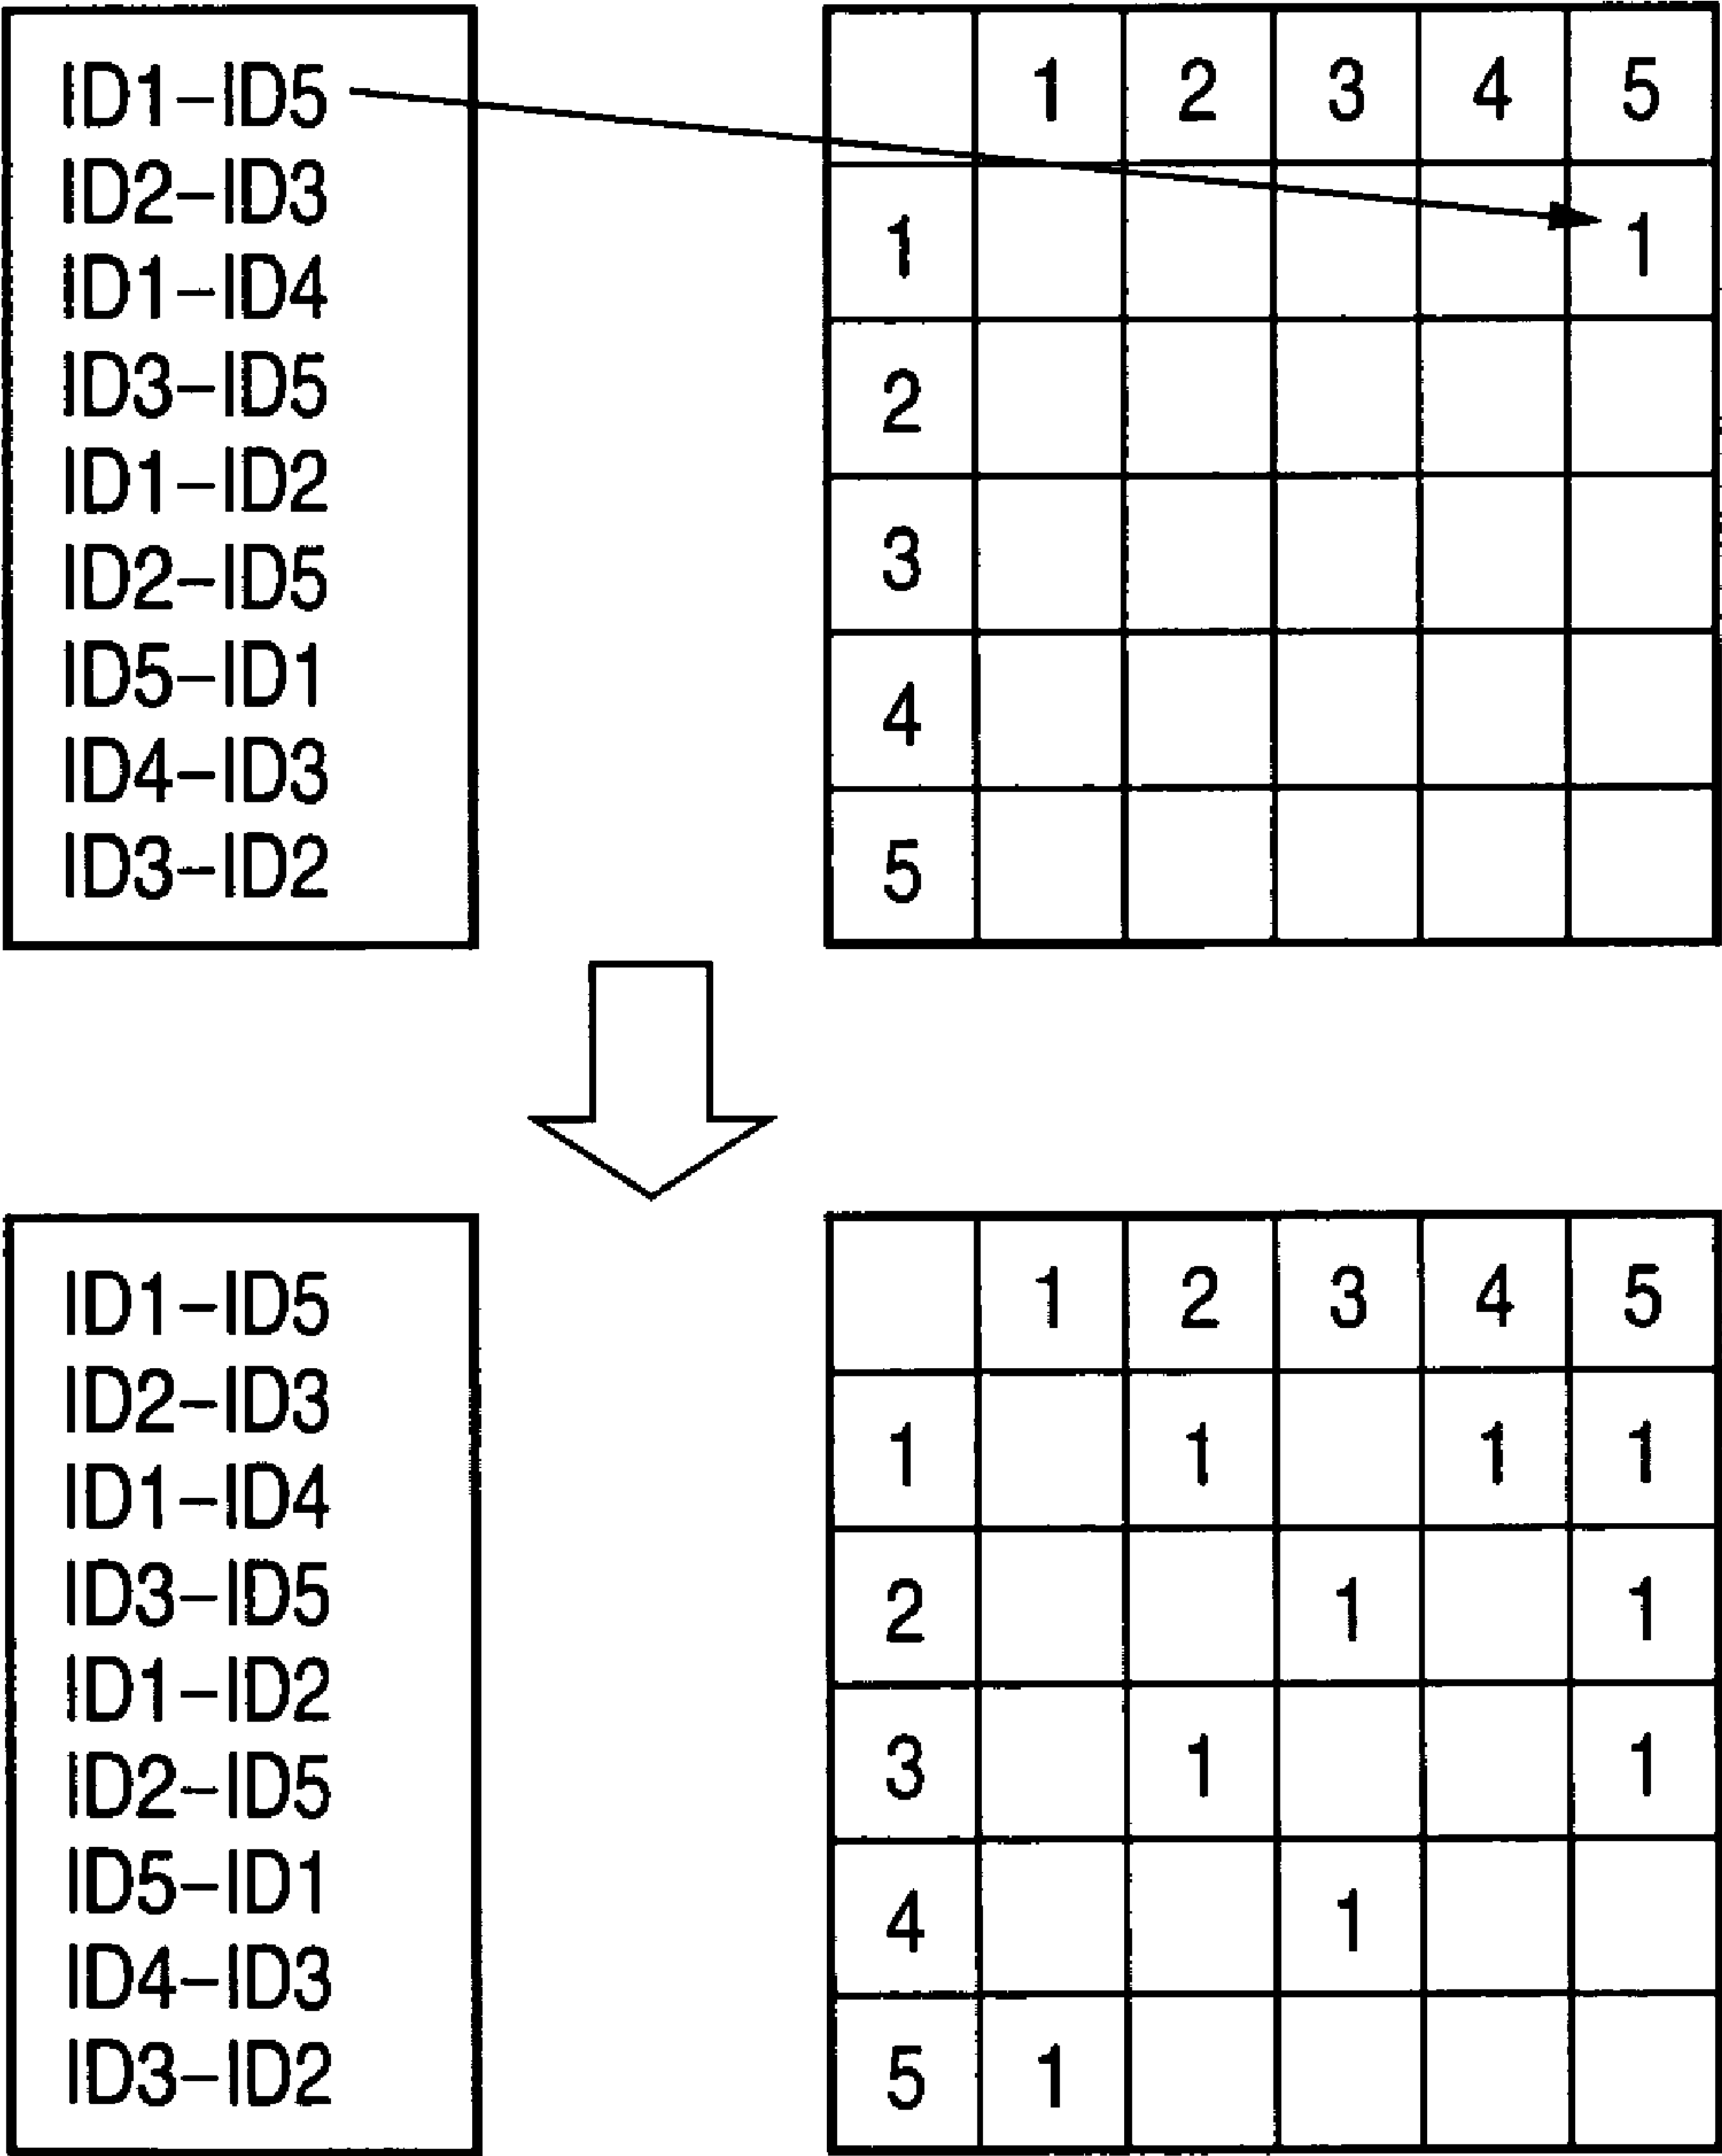 ID1-ID5
ID2-ID3
ID1-ID4
ID3-ID5
ID1-ID2
ID2-ID5
ID5-ID1
ID4-ID3
ID3-ID2
1 2 3 4 5
1 1
2
3
4
5
ID1-ID5
ID2-ID3
ID1-ID4
ID3-ID5
ID1-ID2
ID2-ID5
ID5-ID1
ID4-ID3
ID3-ID2
1 2 3 4 5
1 1 1 1
2 1 1
3 1 1
4 1
5 1